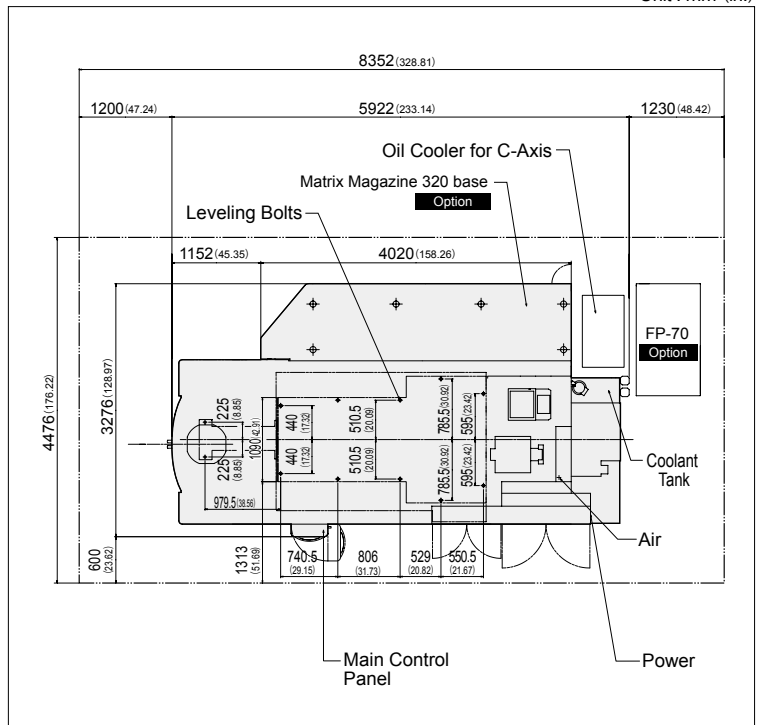 Unit : mm (in.)
8352(328.81)
1200(47.24)
5922(233.14)
1230(48.42)
Oil Cooler for C-Axis
Matrix Magazine 320 base
Option
Leveling Bolts
1152(45.35)
4020(158.26)
FP-70
Option
4476(176.22)
3276(128.97)
225
(8.85)
225
(8.85)
1090(42.91)
440
(17.32)
440
(17.32)
510.5
(20.09)
510.5
(20.09)
785.5(30.92)
785.5(30.92)
595(23.42)
595(23.42)
979.5(38.56)
Coolant
Tank
Air
600
(23.62)
1313
(51.69)
740.5
(29.15)
806
(31.73)
529
(20.82)
550.5
(21.67)
Main Control
Panel
Power